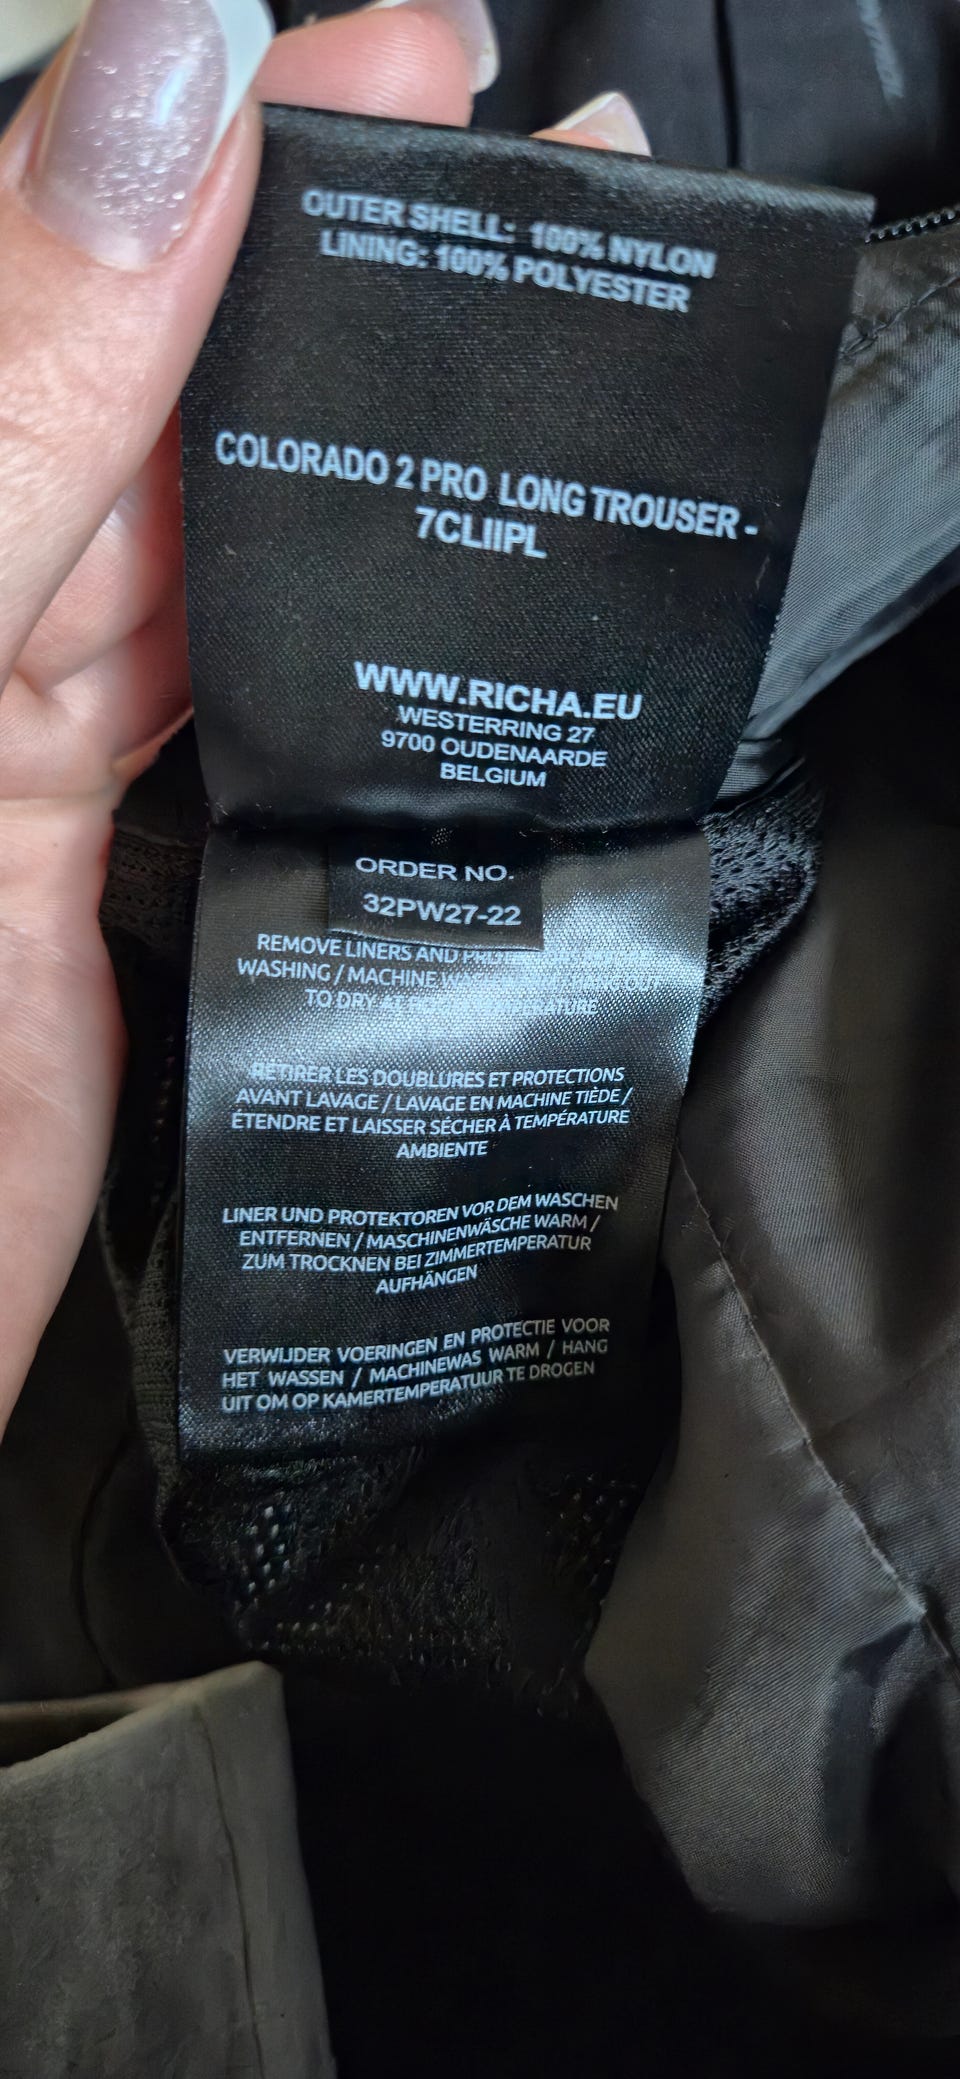 OUTER SHELL: 100% NYLON
LINING: 100% POLYESTER
COLORADO 2 PRO LONG TROUSER -
7CLIIPL
WWW.RICHA.EU
WESTERRING 27
9700 OUDENAARDE
BELGIUM
ORDER NO.
32PW27-22
REMOVE LINERS AND
WASHING / MACHINE HANG OUT
TO DRY AT
RETIRER LES DOUBLURES ET PROTECTIONS
AVANT LAVAGE / LAVAGE EN MACHINE TIÈDE /
ÉTENDRE ET LAISSER SÉCHER À TEMPÉRATURE
AMBIENTE
LINER UND PROTEKTOREN VOR DEM WASCHEN
ENTFERNEN / MASCHINENWÄSCHE WARM /
ZUM TROCKNEN BEI ZIMMERTEMPERATUR
AUFHÄNGEN
VERWIJDER VOERINGEN EN PROTECTIE VOOR
HET WASSEN / MACHINEWAS WARM / HANG
UIT OM OP KAMERTEMPERATUUR TE DROGEN